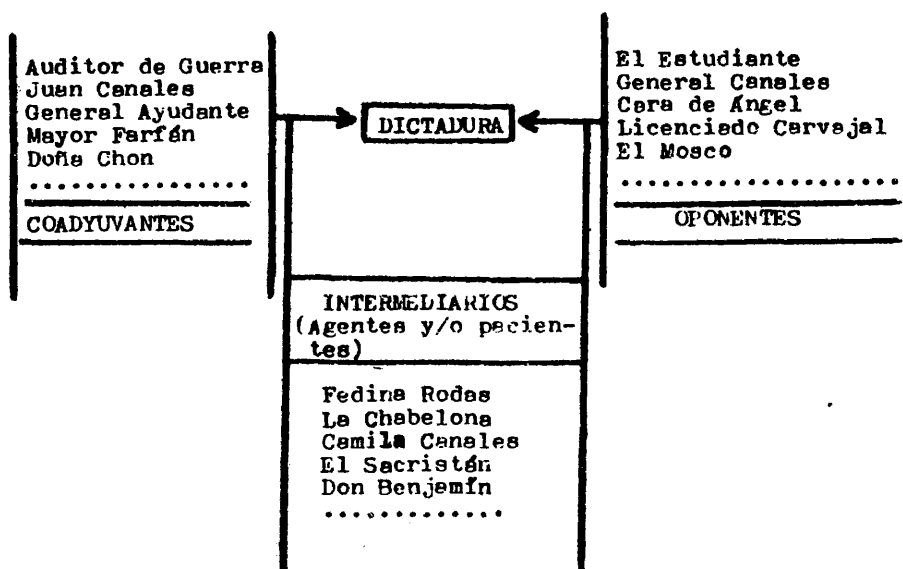 Auditor de Guerra
Juan Canales
General Ayudante
Mayor Farfán
Doña Chon
.................
COADYUVANTES
DICTADURA
El Estudiante
General Canales
Cara de Ángel
Licenciado Carvajal
El Mosco
.....................
OPONENTES
INTERMEDIARIOS
(Agentes y/o pacien-
tes)
Fedina Rodas
La Chabelona
Camila Canales
El Sacristán
Don Benjamín
..............